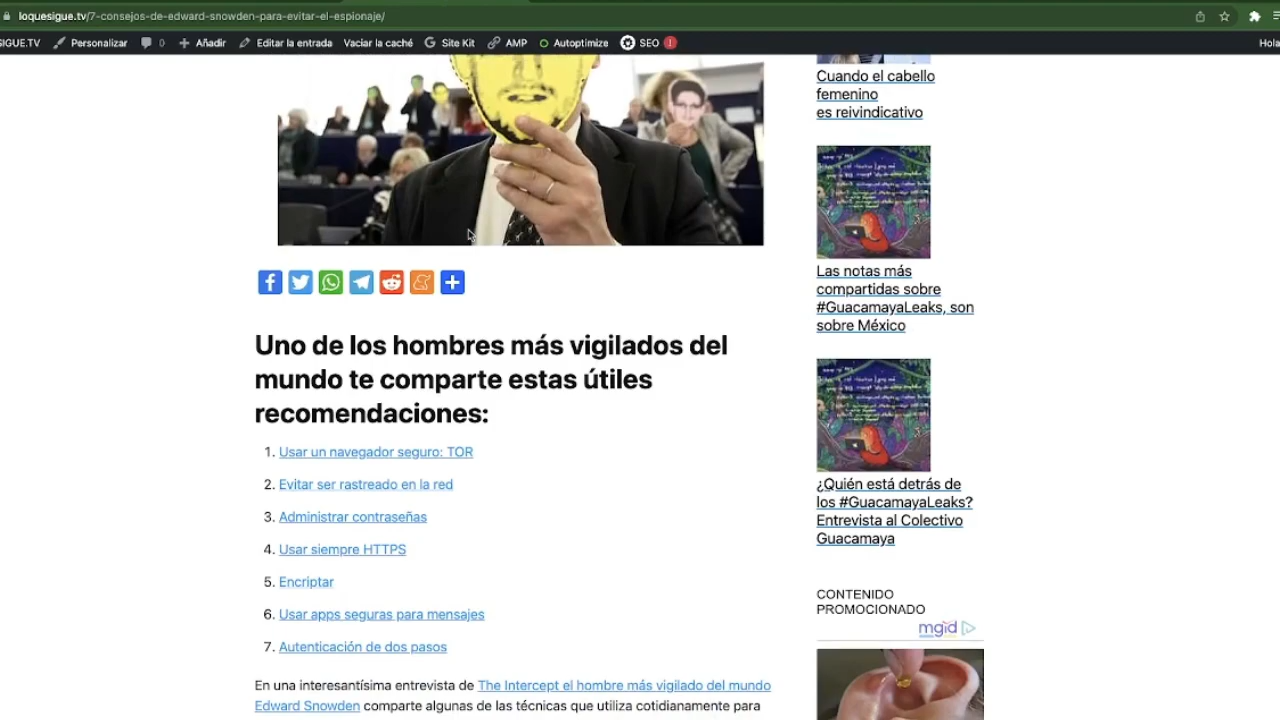 loquesigue.tv/7-consejos-de-edward-snowden-para-evitar-el-espionaje/
SIGUE.TV Personalizar 0 Añadir Editar la entrada Vaciar la caché Site Kit AMP Autoptimize SEO 1 Hola
Cuando el cabello
femenino
es reivindicativo
Las notas más
compartidas sobre
#GuacamayaLeaks, son
sobre México
¿Quién está detrás de
los #GuacamayaLeaks?
Entrevista al Colectivo
Guacamaya
CONTENIDO
PROMOCIONADO
mgid
Uno de los hombres más vigilados del
mundo te comparte estas útiles
recomendaciones:
1. Usar un navegador seguro: TOR
2. Evitar ser rastreado en la red
3. Administrar contraseñas
4. Usar siempre HTTPS
5. Encriptar
6. Usar apps seguras para mensajes
7. Autenticación de dos pasos
En una interesantísima entrevista de The Intercept el hombre más vigilado del mundo
Edward Snowden comparte algunas de las técnicas que utiliza cotidianamente para